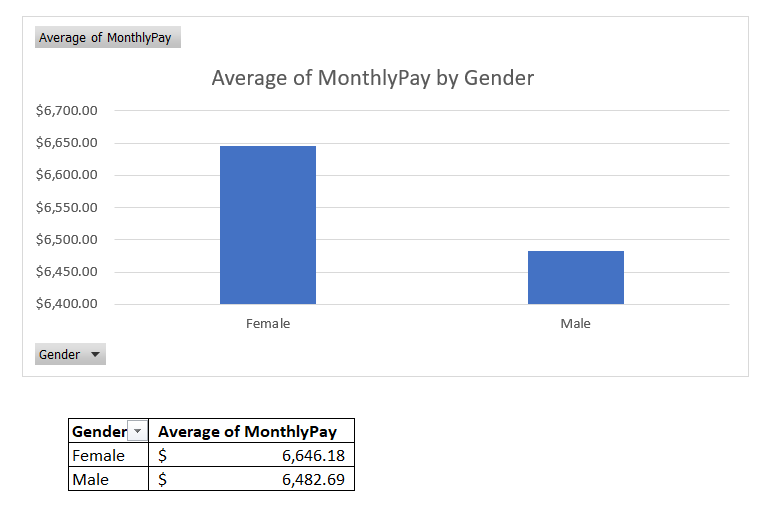 Average of MonthlyPay
Average of MonthlyPay by Gender
$6,700.00
$6,650.00
$6,600.00
$6,550.00
$6,500.00
$6,450.00
$6,400.00
Female Male
Gender
Gender Average of MonthlyPay
Female $ 6,646.18
Male $ 6,482.69